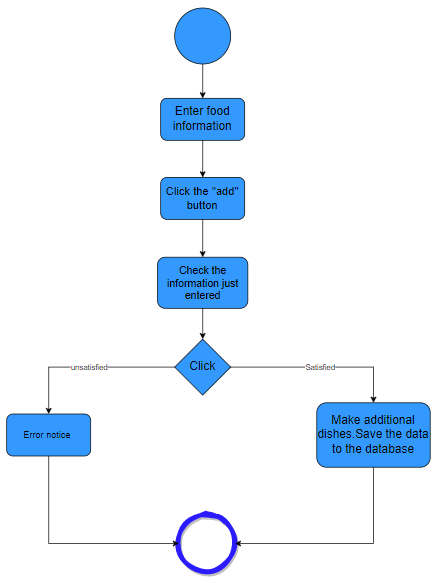 Enter food
information
Click the "add"
button
Check the
information just
entered
Click
unsatisfied
Satisfied
Error notice
Make additional
dishes.Save the data
to the database